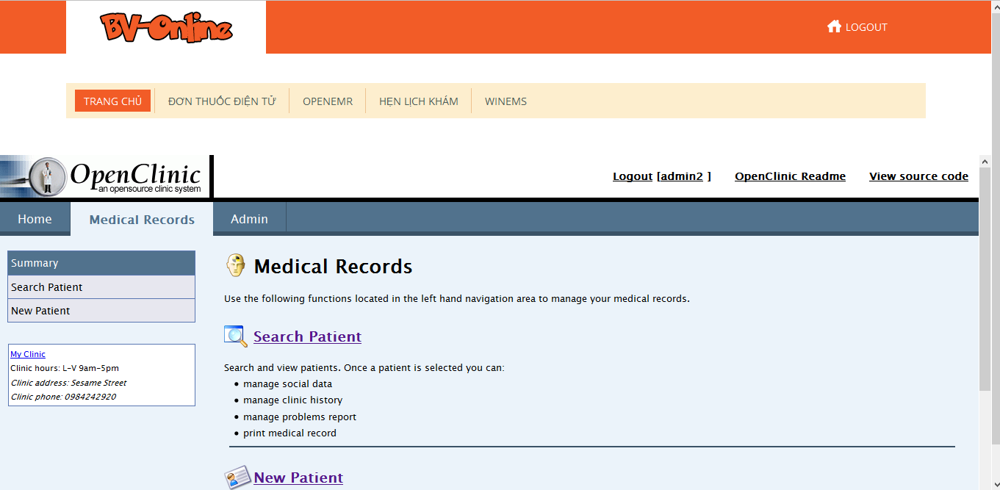 BV-Online
LOGOUT
TRANG CHỦ ĐƠN THUỐC ĐIỆN TỬ OPENEMR HẸN LỊCH KHÁM WINEMS
OpenClinic
an opensource clinic system
Logout [admin2 ] OpenClinic Readme View source code
Home Medical Records Admin
Summary
Search Patient
New Patient
My Clinic
Clinic hours: L-V 9am-5pm
Clinic address: Sesame Street
Clinic phone: 0984242920
Medical Records
Use the following functions located in the left hand navigation area to manage your medical records.
Search Patient
Search and view patients. Once a patient is selected you can:
• manage social data
• manage clinic history
• manage problems report
• print medical record
New Patient